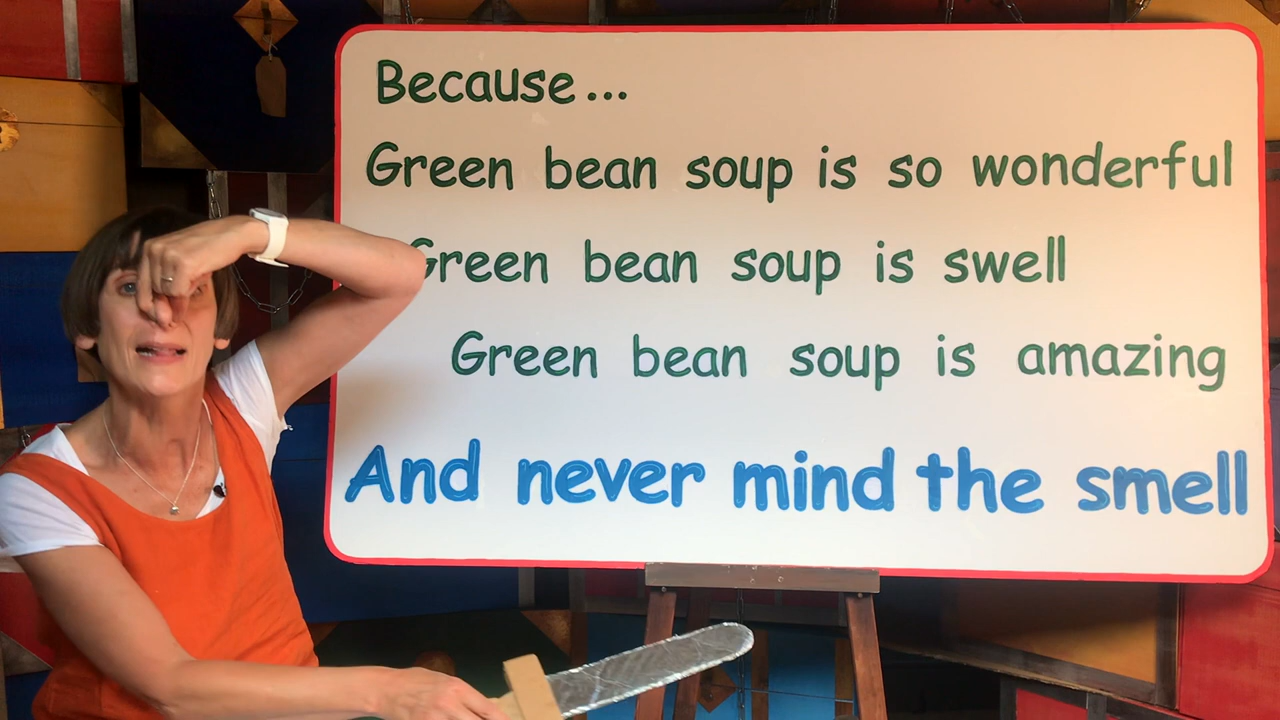 Because...
Green bean soup is so wonderful
Green bean soup is swell
Green bean soup is amazing
And never mind the smell